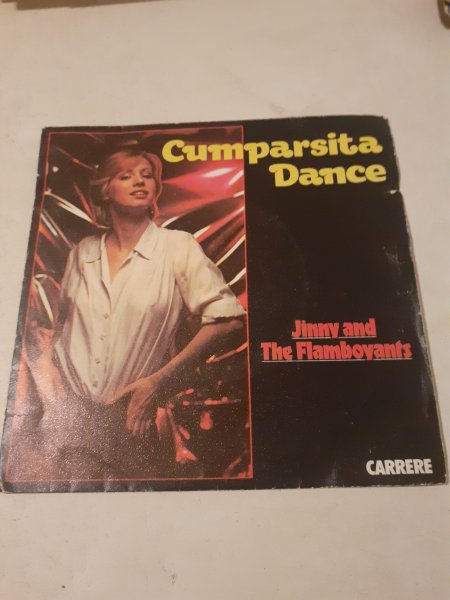 Cumparsita
Dance
Jinny and
The Flamboyants
CARRERE